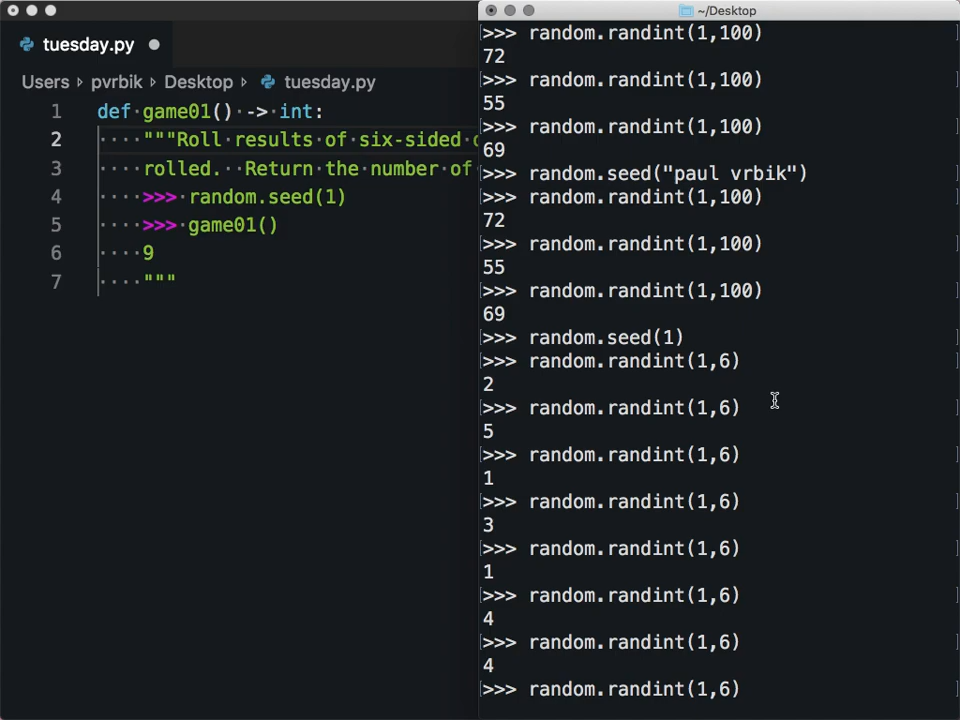 tuesday.py
Users pvrbik Desktop tuesday.py
1 def game01() -> int:
2 """Roll results of six-sided
3 rolled. Return the number of
4 >>> random.seed(1)
5 >>> game01()
6 9
7 """
~/Desktop
>>> random.randint(1,100)
72
>>> random.randint(1,100)
55
>>> random.randint(1,100)
69
>>> random.seed("paul vrbik")
>>> random.randint(1,100)
72
>>> random.randint(1,100)
55
>>> random.randint(1,100)
69
>>> random.seed(1)
>>> random.randint(1,6)
2
>>> random.randint(1,6)
5
>>> random.randint(1,6)
1
>>> random.randint(1,6)
3
>>> random.randint(1,6)
1
>>> random.randint(1,6)
4
>>> random.randint(1,6)
4
>>> random.randint(1,6)